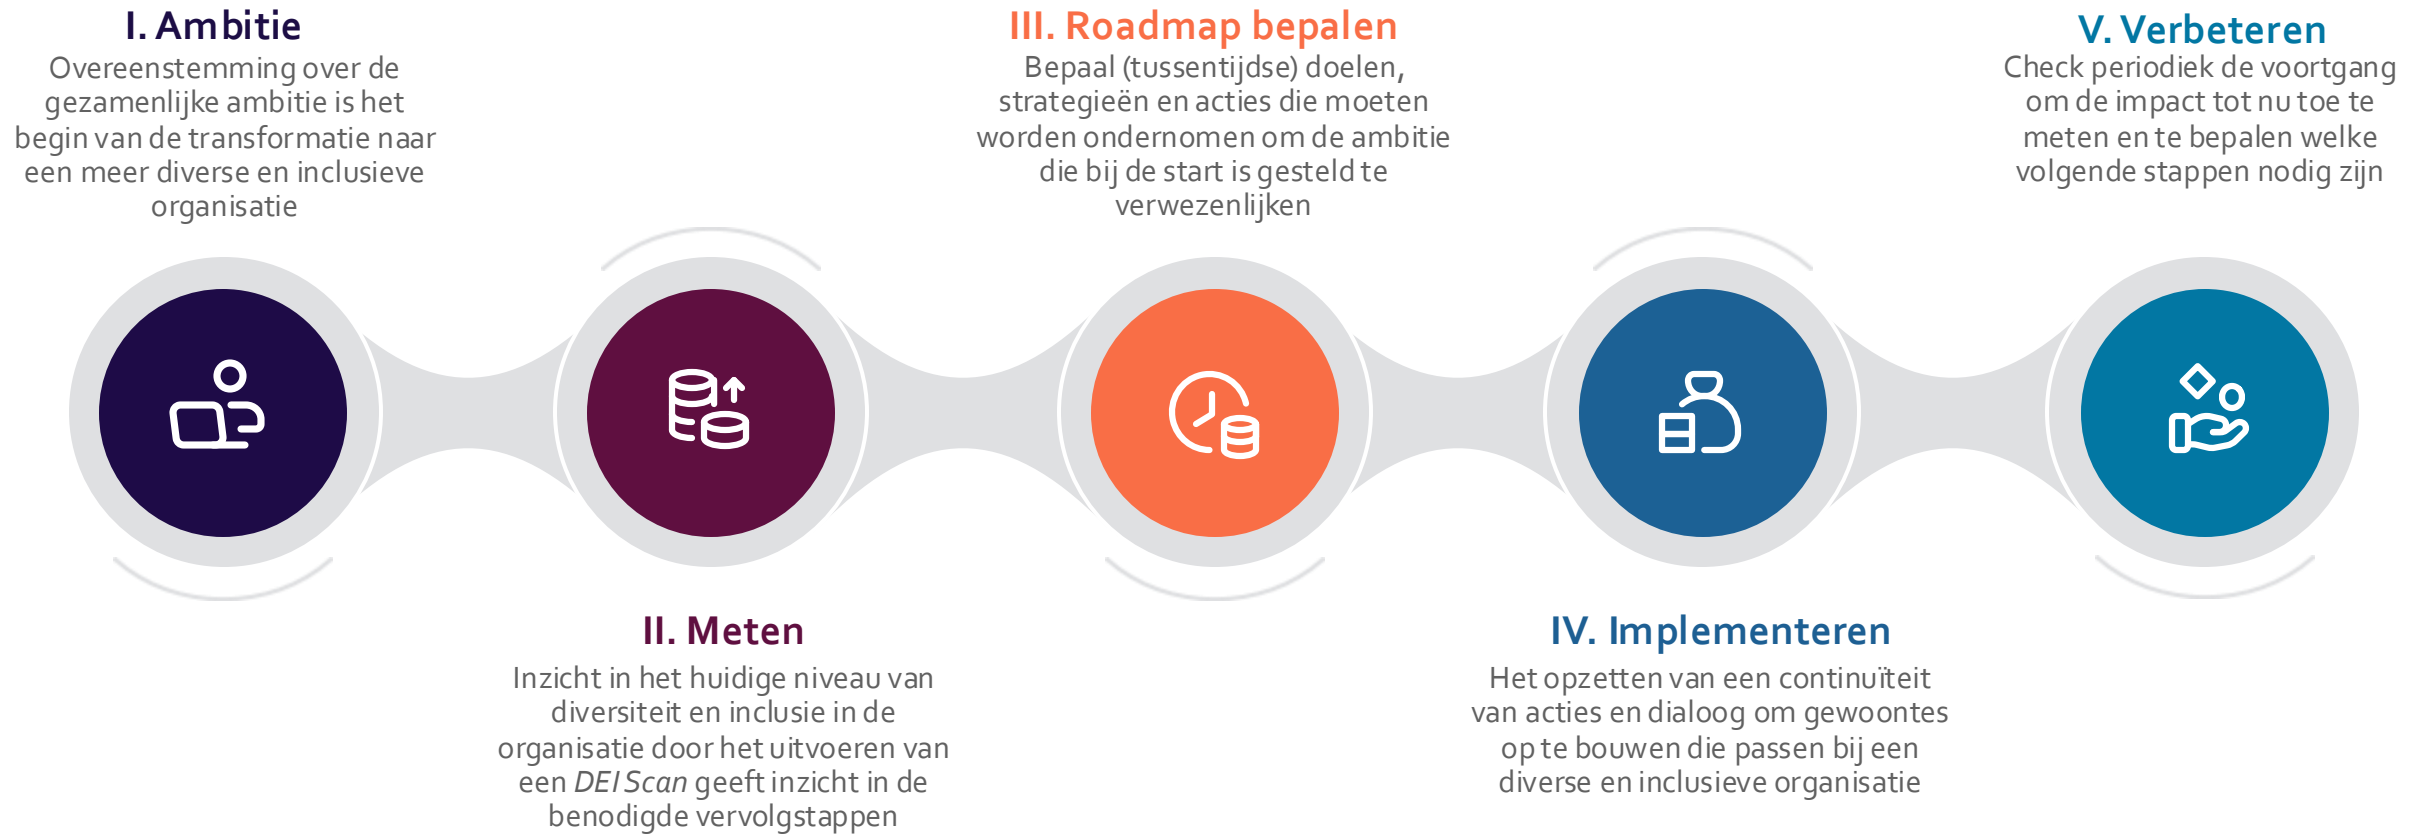 I. Ambitie
Overeenstemming over de
gezamenlijke ambitie is het
begin van de transformatie naar
een meer diverse en inclusieve
organisatie
II. Meten
Inzicht in het huidige niveau van
diversiteit en inclusie in de
organisatie door het uitvoeren van
een DEI Scan geeft inzicht in de
benodigde vervolgstappen
III. Roadmap bepalen
Bepaal (tussentijdse) doelen,
strategieën en acties die moeten
worden ondernomen om de ambitie
die bij de start is gesteld te
verwezenlijken
IV. Implementeren
Het opzetten van een continuïteit
van acties en dialoog om gewoontes
op te bouwen die passen bij een
diverse en inclusieve organisatie
V. Verbeteren
Check periodiek de voortgang
om de impact tot nu toe te
meten en te bepalen welke
volgende stappen nodig zijn